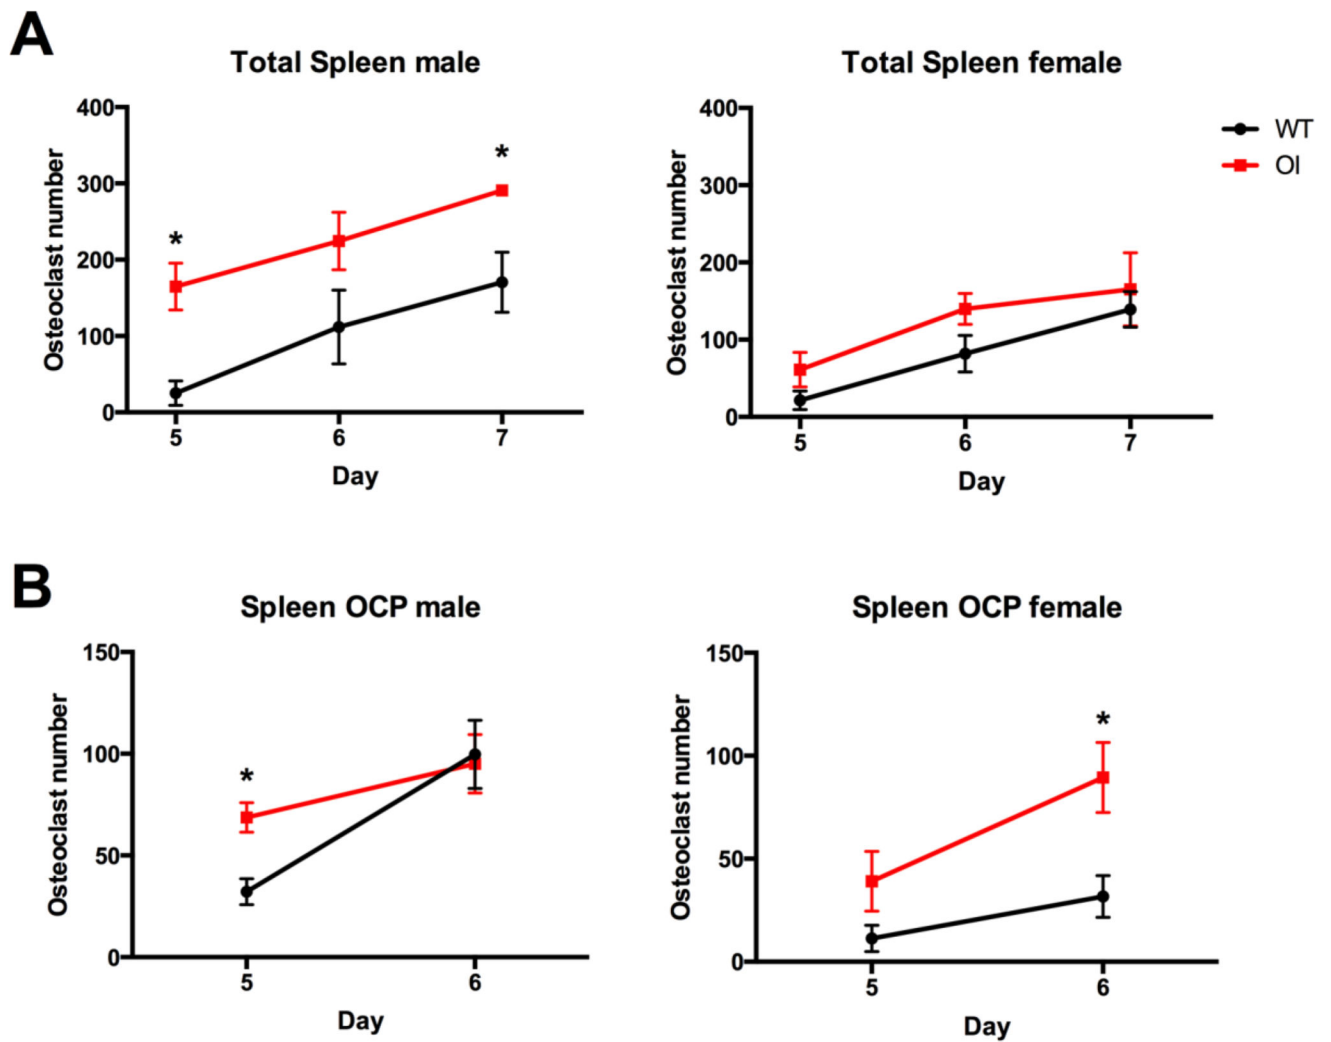 A
Total Spleen male
Total Spleen female
400
300
200
100
0
Osteoclast number
*
*
5
6
7
Day
400
300
200
100
0
Osteoclast number
5
6
7
Day
WT
OI
B
Spleen OCP male
Spleen OCP female
150
100
50
0
Osteoclast number
*
5
6
Day
150
100
50
0
Osteoclast number
*
5
6
Day